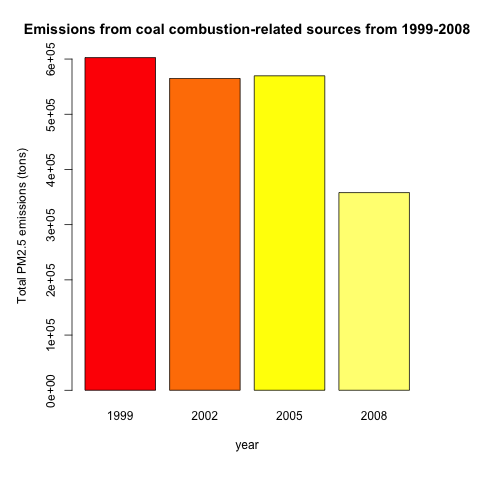 Emissions from coal combustion-related sources from 1999-2008
Total PM2.5 emissions (tons)
6e+05
5e+05
4e+05
3e+05
2e+05
1e+05
0e+00
1999 2002 2005 2008
year